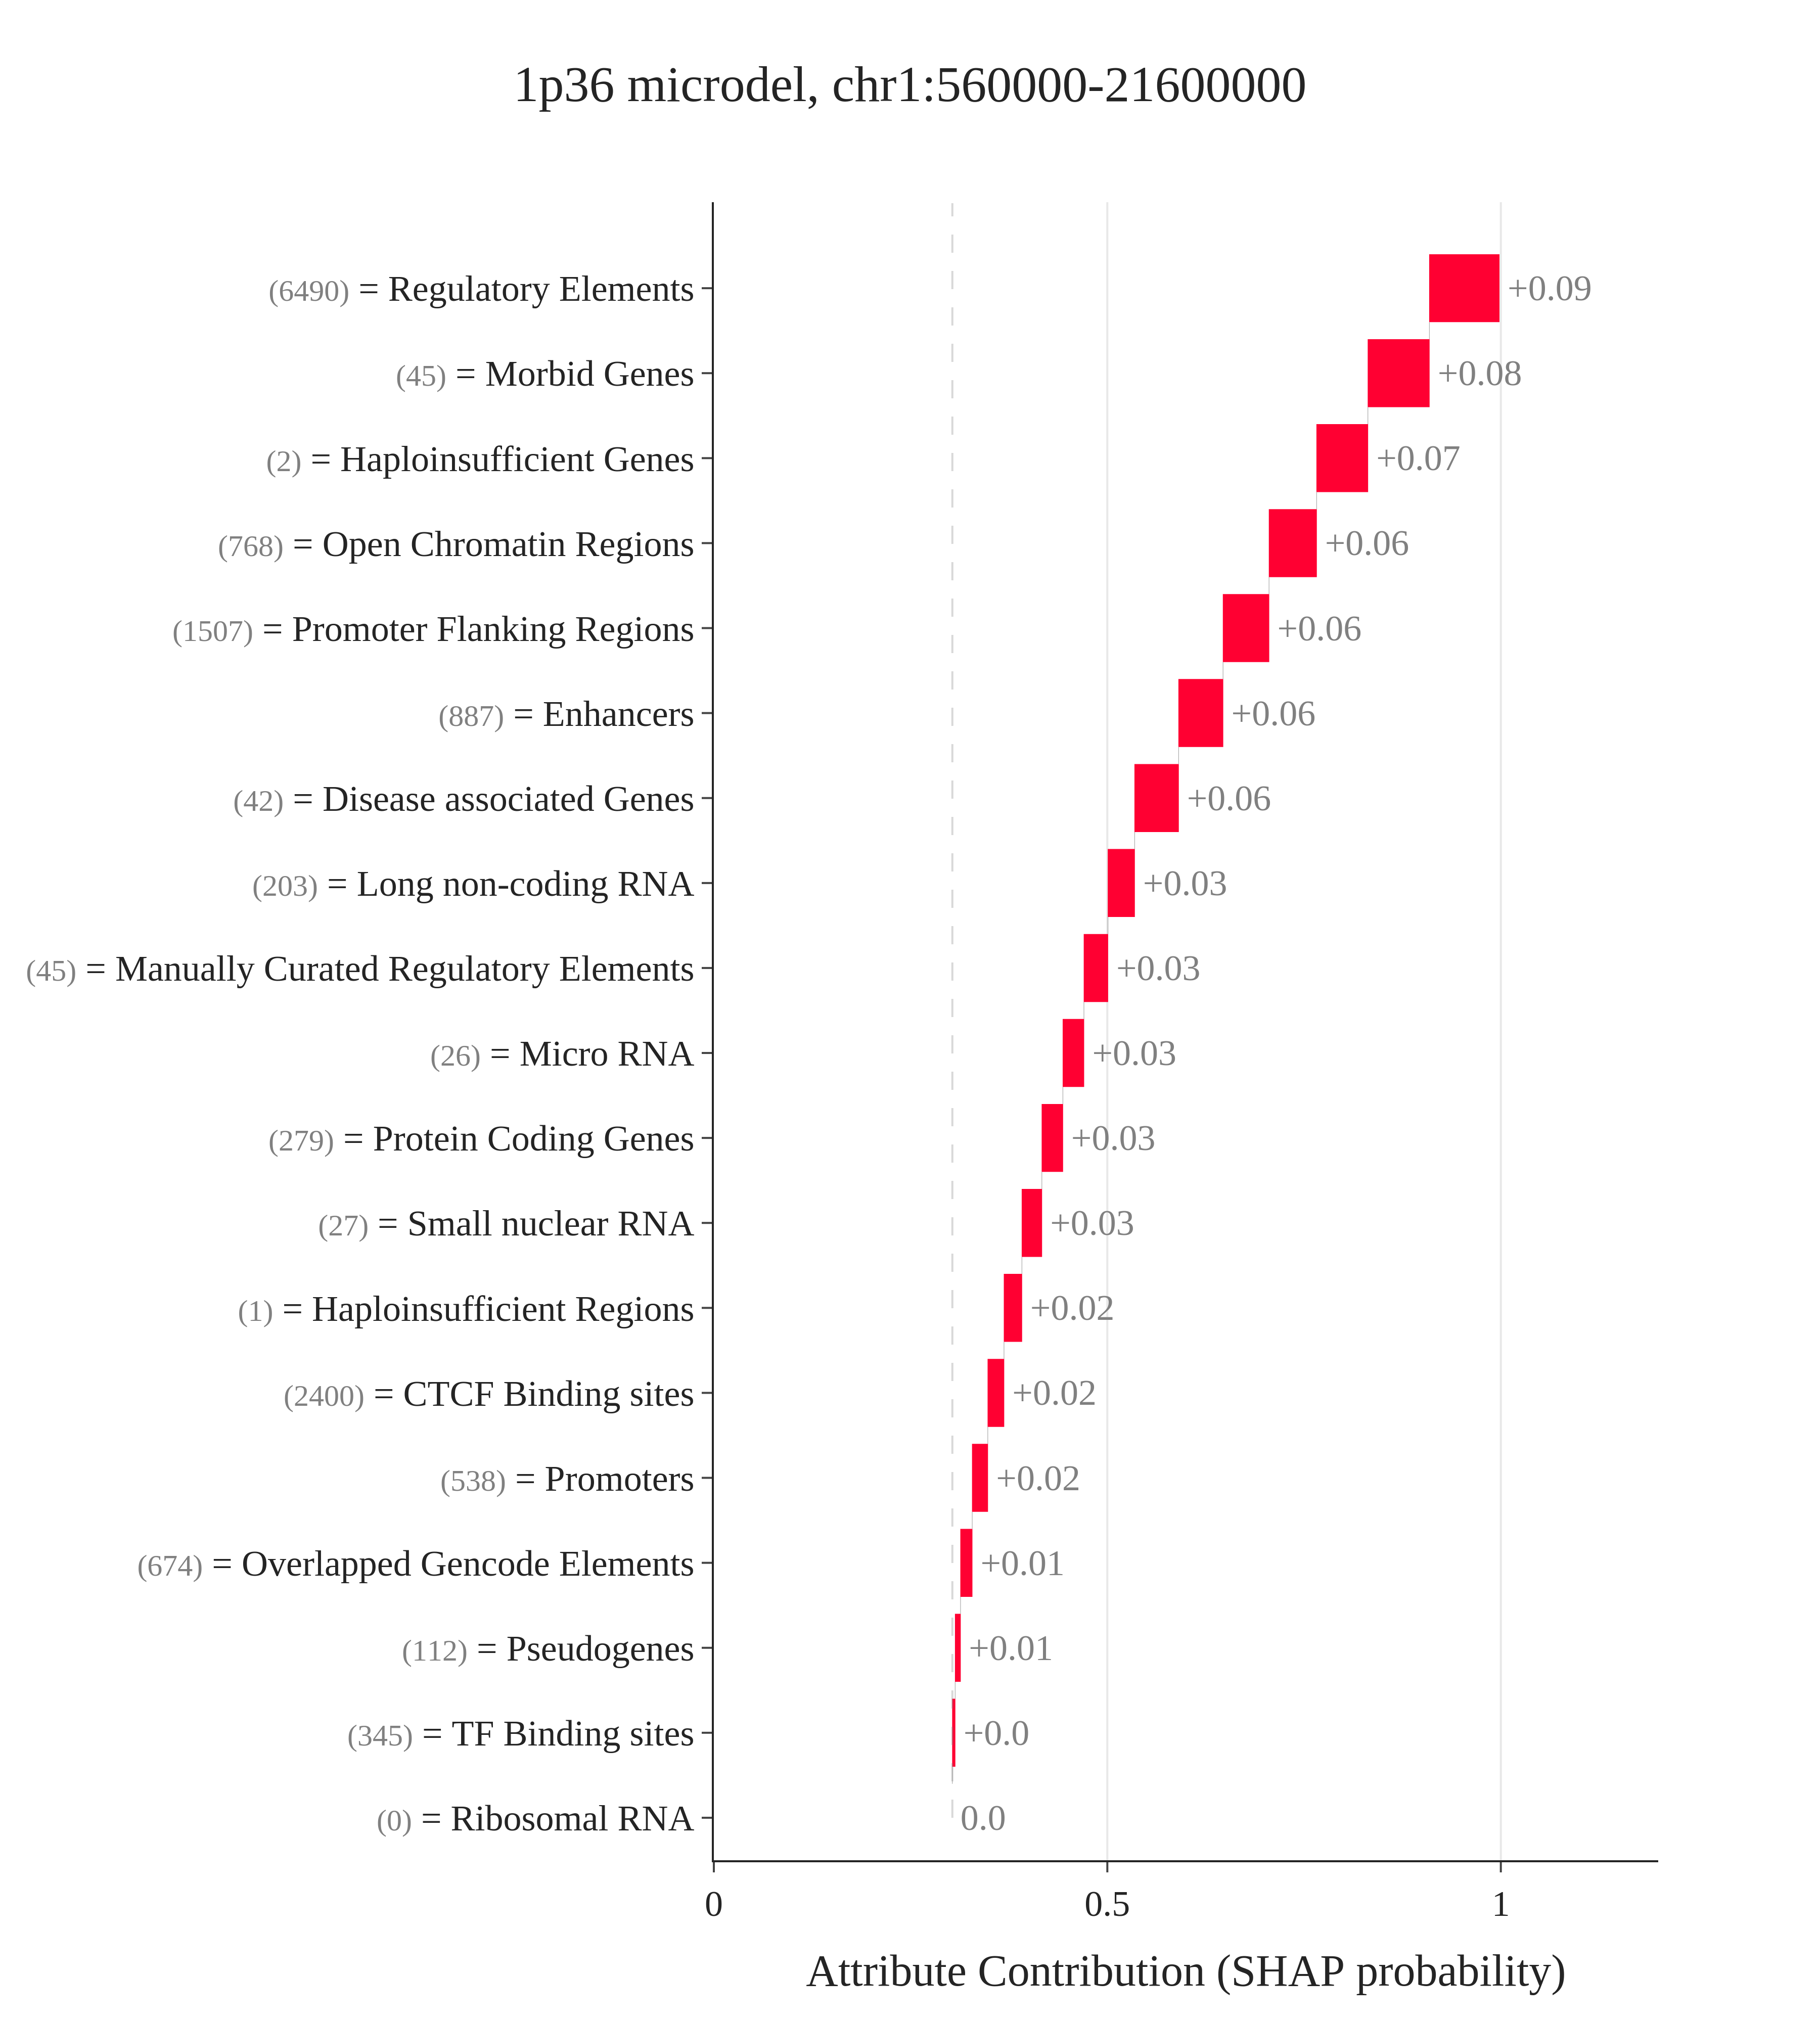 1p36 microdel, chr1:560000-21600000
(6490) = Regulatory Elements +0.09
(45) = Morbid Genes +0.08
(2) = Haploinsufficient Genes +0.07
(768) = Open Chromatin Regions +0.06
(1507) = Promoter Flanking Regions +0.06
(887) = Enhancers +0.06
(42) = Disease associated Genes +0.06
(203) = Long non-coding RNA +0.03
(45) = Manually Curated Regulatory Elements +0.03
(26) = Micro RNA +0.03
(279) = Protein Coding Genes +0.03
(27) = Small nuclear RNA +0.03
(1) = Haploinsufficient Regions +0.02
(2400) = CTCF Binding sites +0.02
(538) = Promoters +0.02
(674) = Overlapped Gencode Elements +0.01
(112) = Pseudogenes +0.01
(345) = TF Binding sites +0.0
(0) = Ribosomal RNA 0.0
0 0.5 1
Attribute Contribution (SHAP probability)